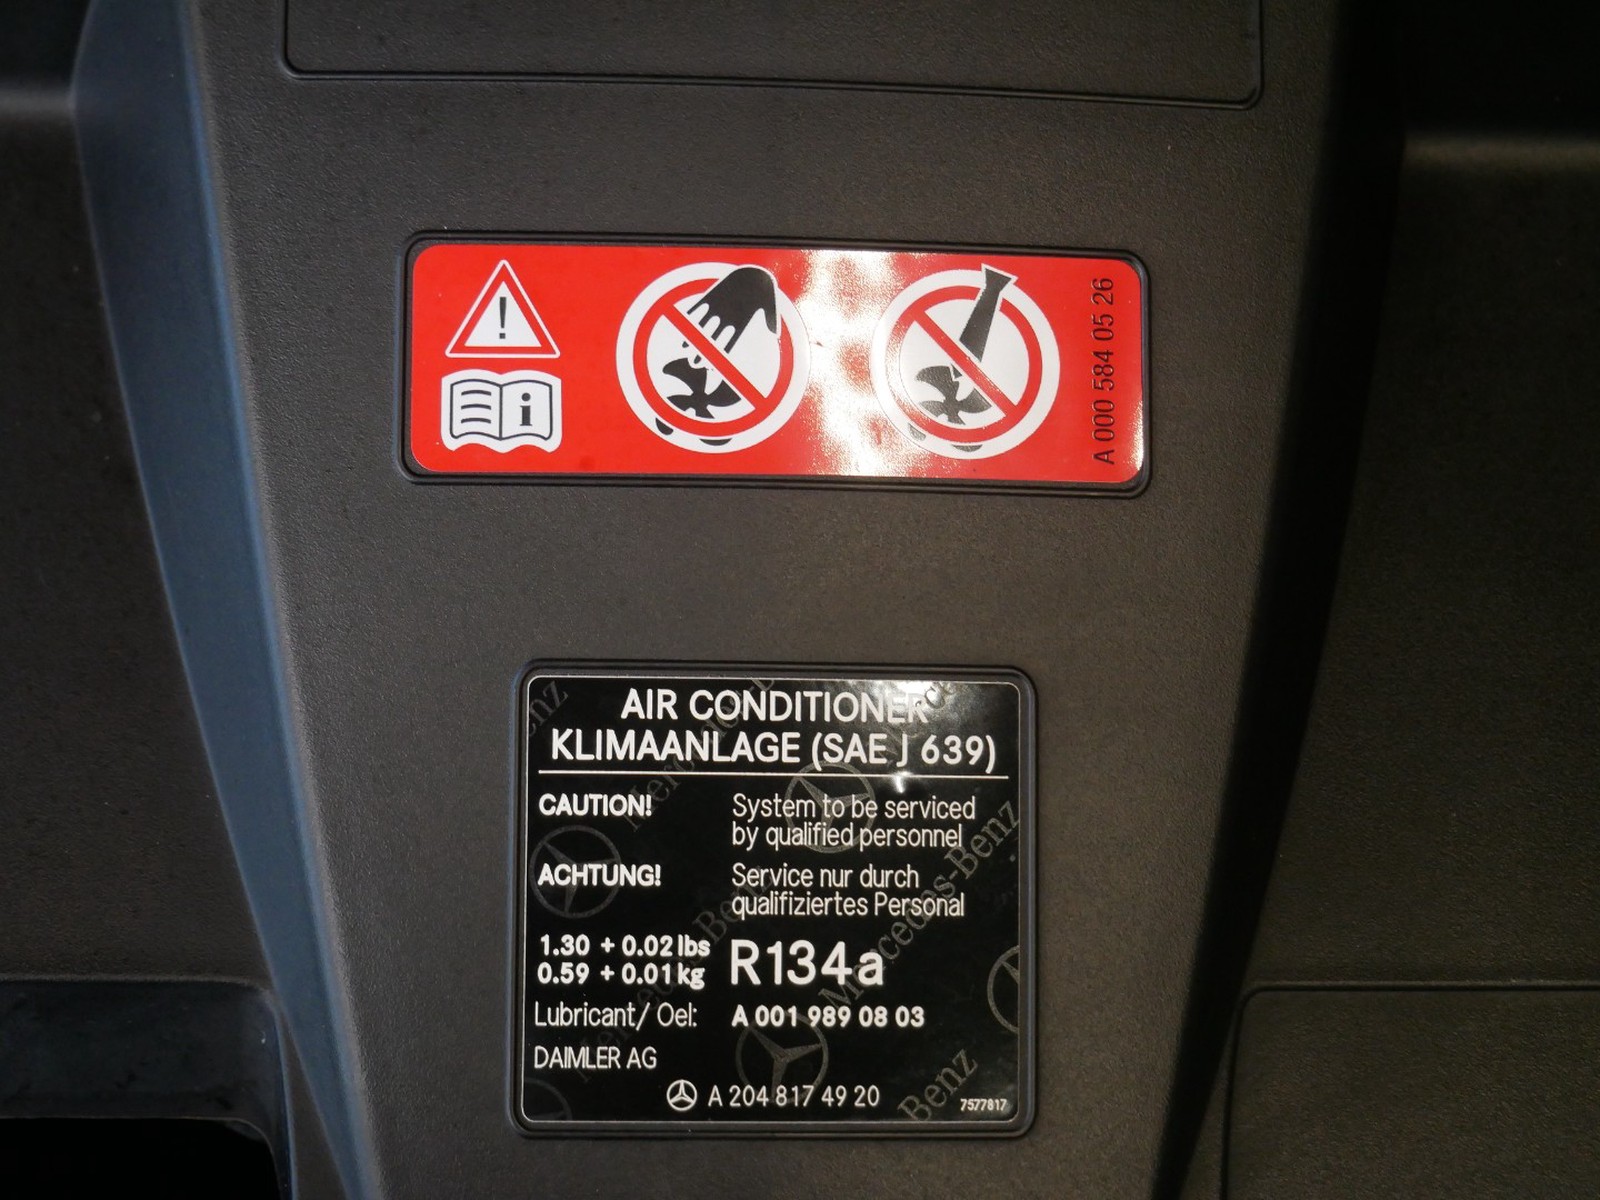 !
i
A 000 584 05 26
AIR CONDITIONER
KLIMAANLAGE (SAE J 639)
CAUTION! System to be serviced
by qualified personnel
ACHTUNG! Service nur durch
qualifiziertes Personal
1.30 + 0.02 lbs R134a
0.59 + 0.01 kg
Lubricant/ Oel: A 001 989 08 03
DAIMLER AG
A 204 817 49 20 7577817
Mercedes-Benz